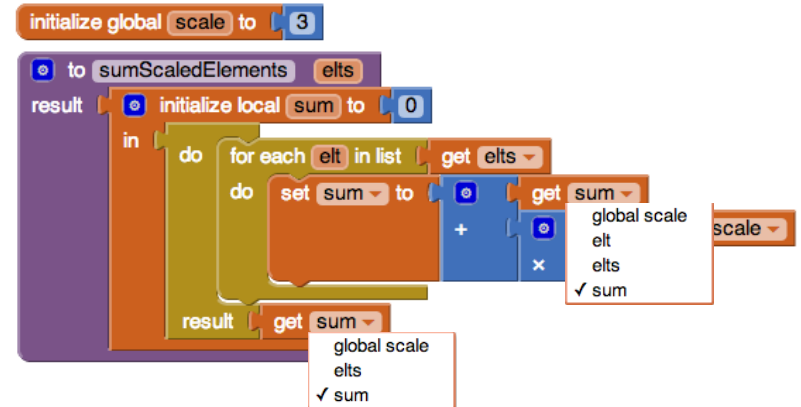 initialize global scale to 3
to sumScaledElements elts
result initialize local sum to 0
in do for each elt in list get elts
do set sum to get sum
+ scale
×
global scale
elt
elts
✓ sum
result get sum
global scale
elts
✓ sum